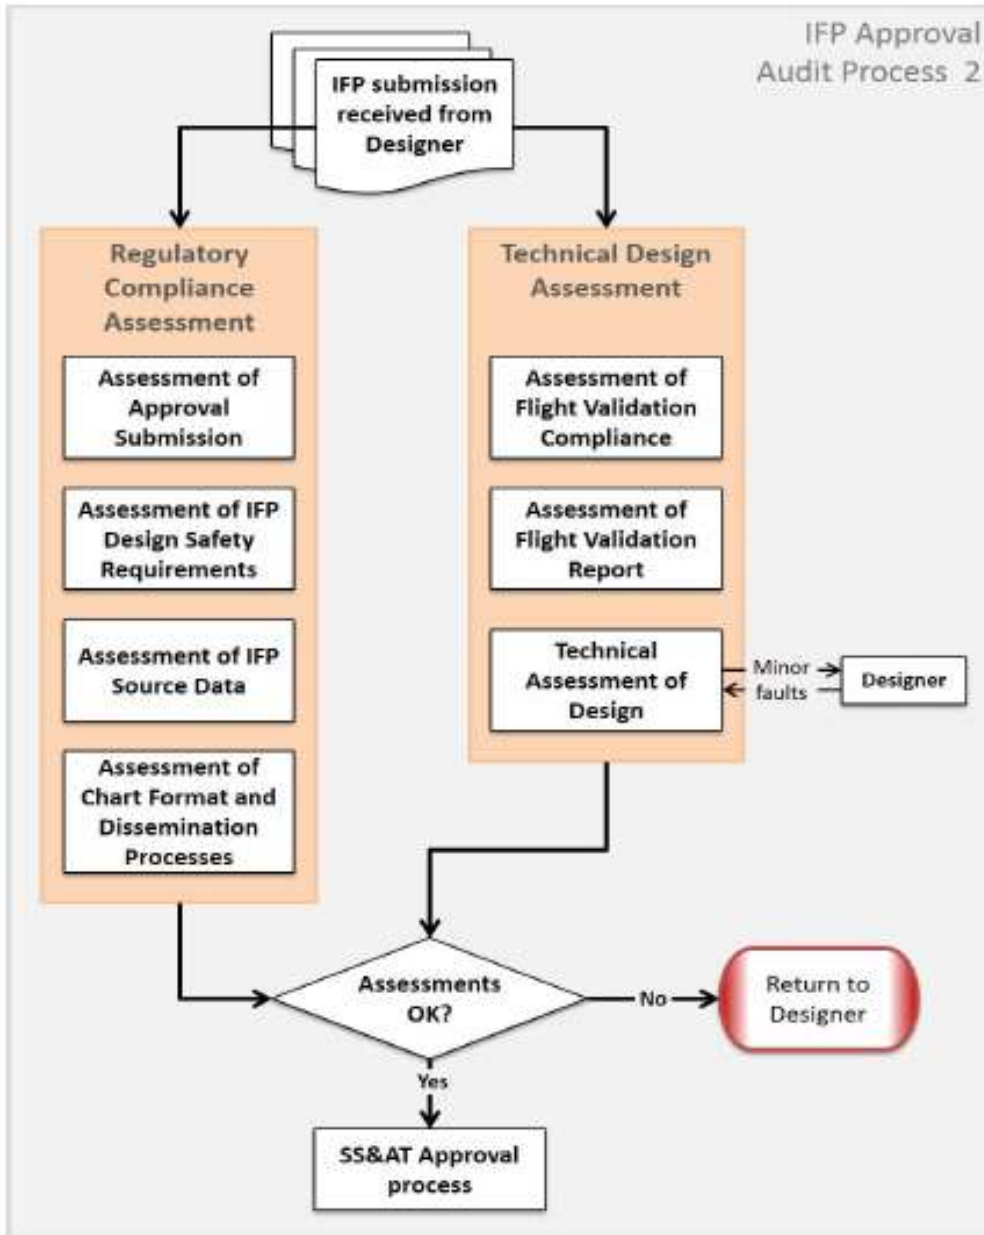 IFP Approval
Audit Process 2
IFP submission
received from
Designer
Regulatory
Compliance
Assessment
Assessment of
Approval
Submission
Assessment of IFP
Design Safety
Requirements
Assessment of IFP
Source Data
Assessment of
Chart Format and
Dissemination
Processes
Technical Design
Assessment
Assessment of
Flight Validation
Compliance
Assessment of
Flight Validation
Report
Technical
Assessment of
Design
Minor
faults
Designer
Assessments
OK?
No
Return to
Designer
Yes
SS&AT Approval
process